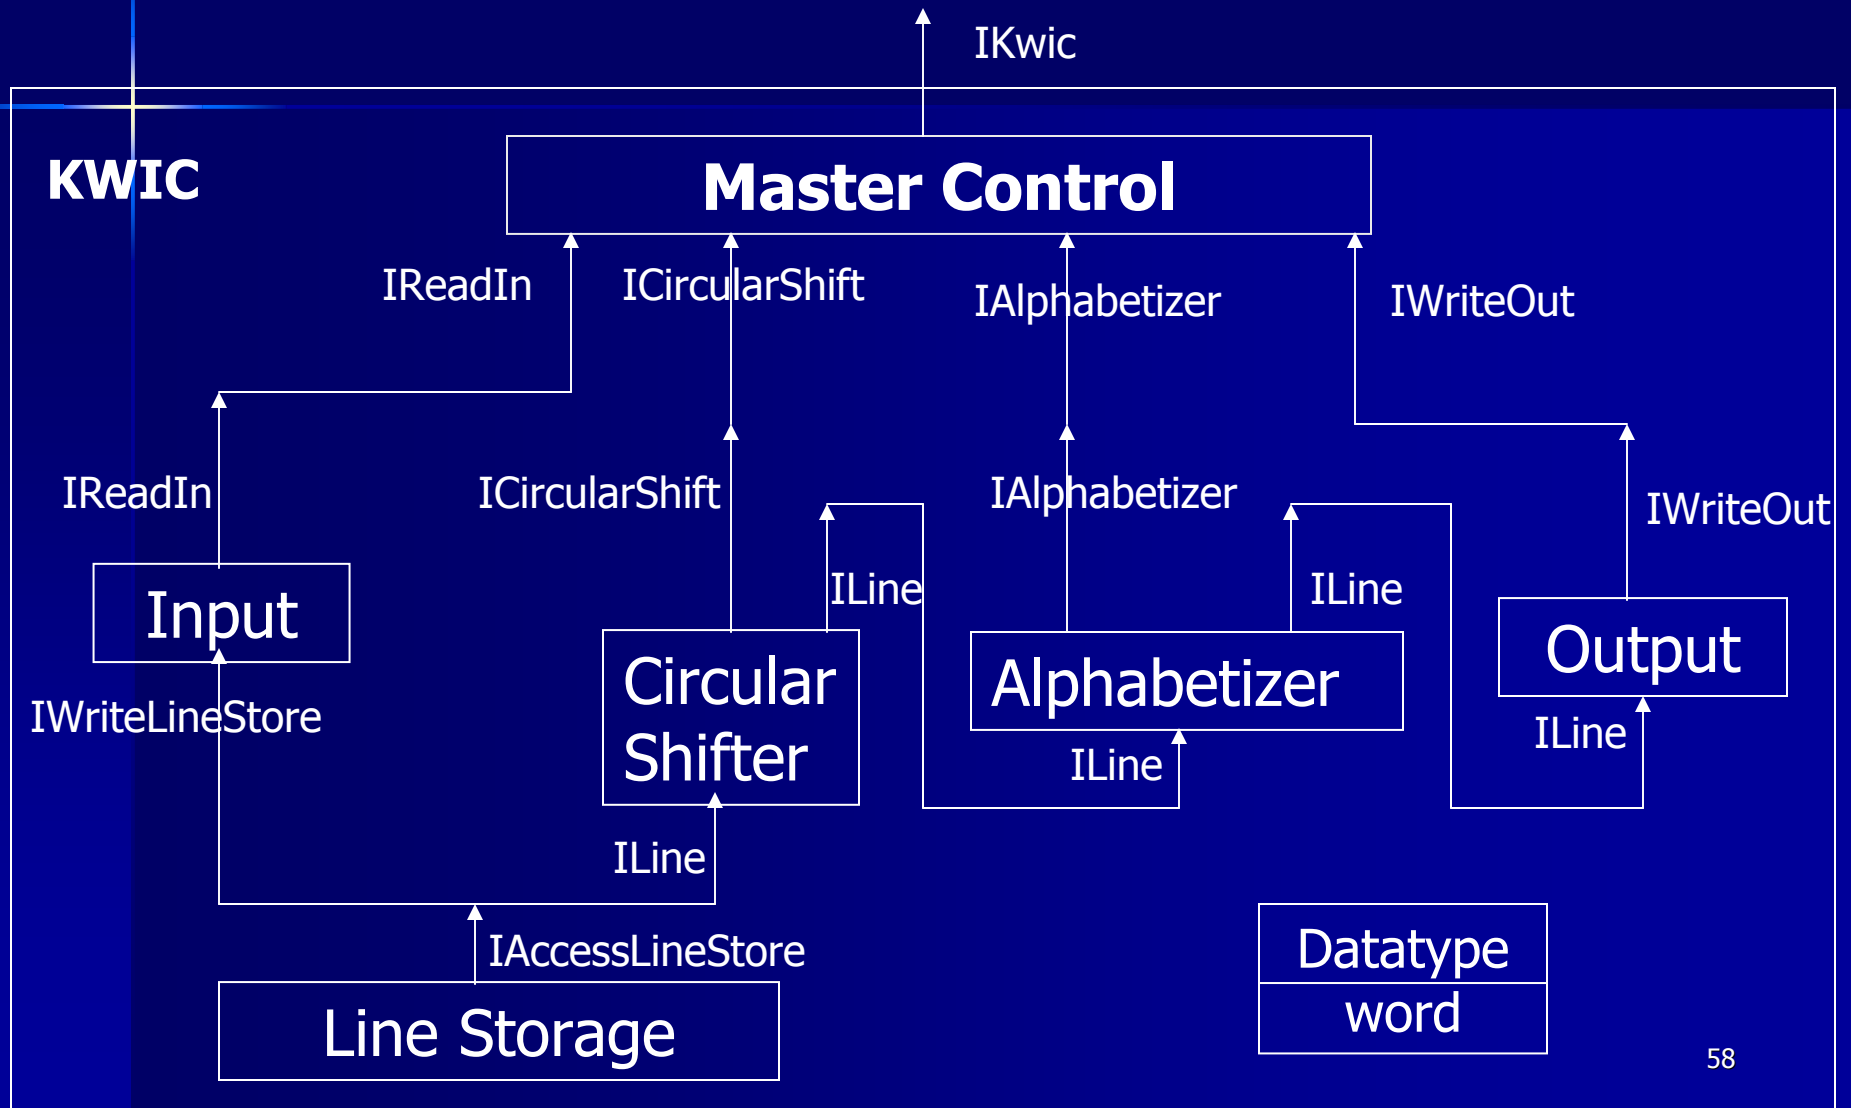 IKwic
KWIC
Master Control
IReadIn
ICircularShift
IAlphabetizer
IWriteOut
IReadIn
ICircularShift
IAlphabetizer
IWriteOut
ILine
ILine
Input
Circular
Shifter
Alphabetizer
Output
IWriteLineStore
ILine
ILine
ILine
IAccessLineStore
Line Storage
Datatype
word
58